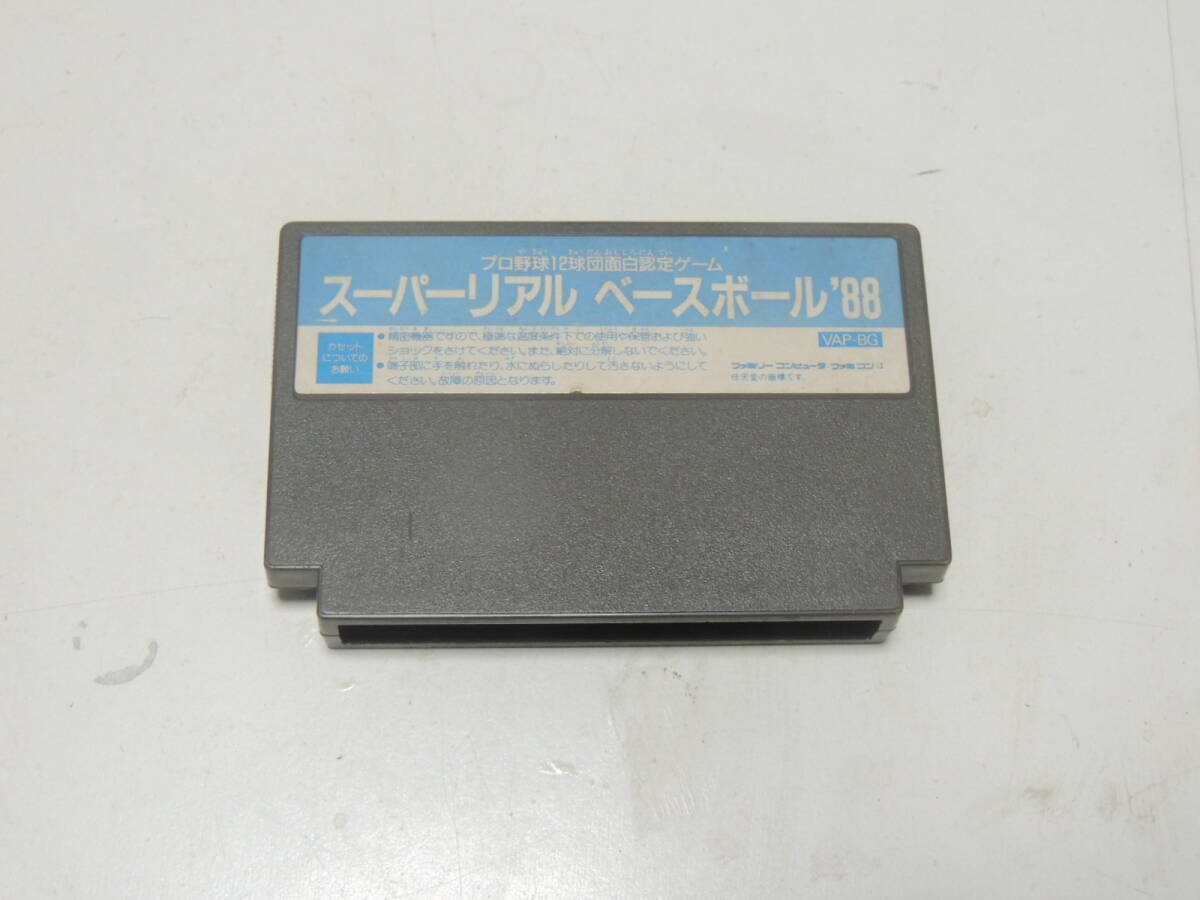 プロ野球12球団面白認定ゲーム
スーパーリアル ベースボール'88
カセット
についての
お願い
● 精密機器ですので、極端な温度条件下での使用や保管および強い
ショックをさけてください。また、絶対に分解しないでください。
● 端子部に手を触れたり、水にぬらしたりして汚さないようにして
ください。故障の原因となります。
VAP-BG
ファミリーコンピュータ ファミコンは
任天堂の商標です。